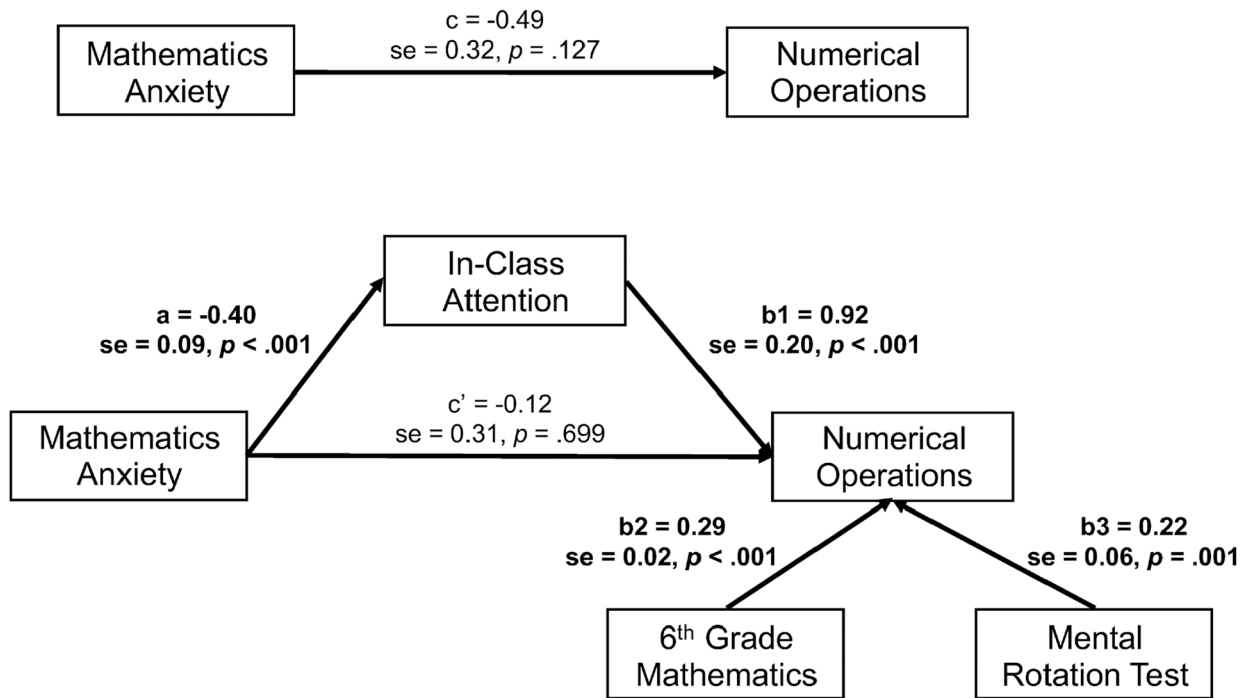 c = -0.49
se = 0.32, p = .127
Mathematics
Anxiety
Numerical
Operations
In-Class
Attention
a = -0.40
se = 0.09, p < .001
b1 = 0.92
se = 0.20, p < .001
c’ = -0.12
se = 0.31, p = .699
Mathematics
Anxiety
Numerical
Operations
b2 = 0.29
se = 0.02, p < .001
b3 = 0.22
se = 0.06, p = .001
6th Grade
Mathematics
Mental
Rotation Test